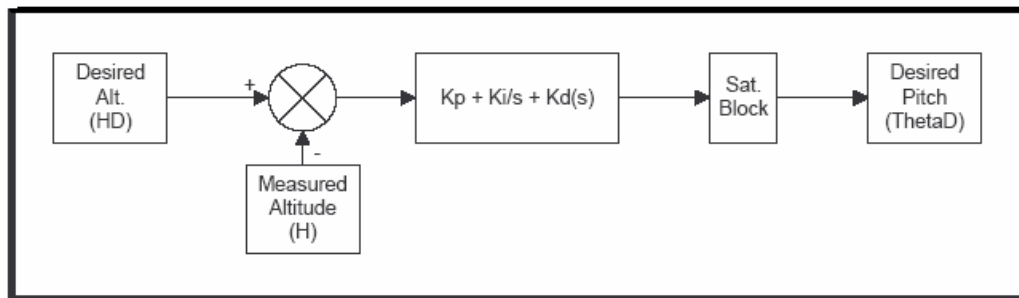 Desired
Alt.
(HD)
+
-
Measured
Altitude
(H)
Kp + Ki/s + Kd(s)
Sat.
Block
Desired
Pitch
(ThetaD)